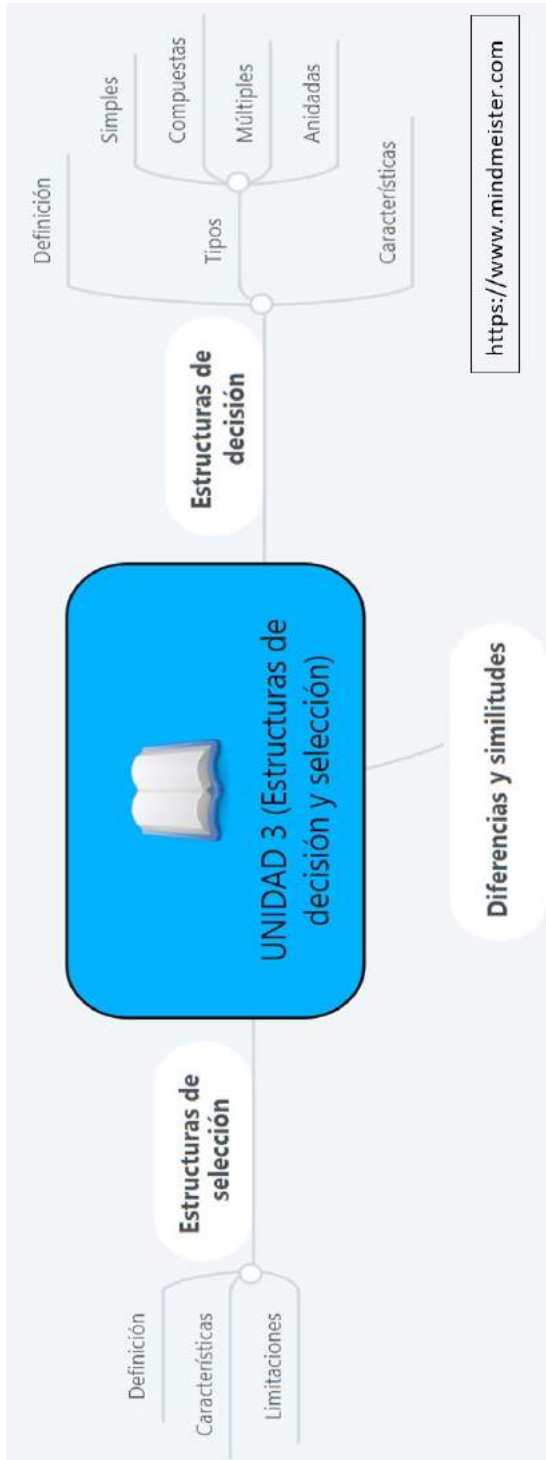 Definición
Características
Limitaciones
Estructuras de
selección
UNIDAD 3 (Estructuras de
decisión y selección)
Diferencias y similitudes
Estructuras de
decisión
Definición
Tipos
Simples
Compuestas
Múltiples
Anidadas
Características
https://www.mindmeister.com